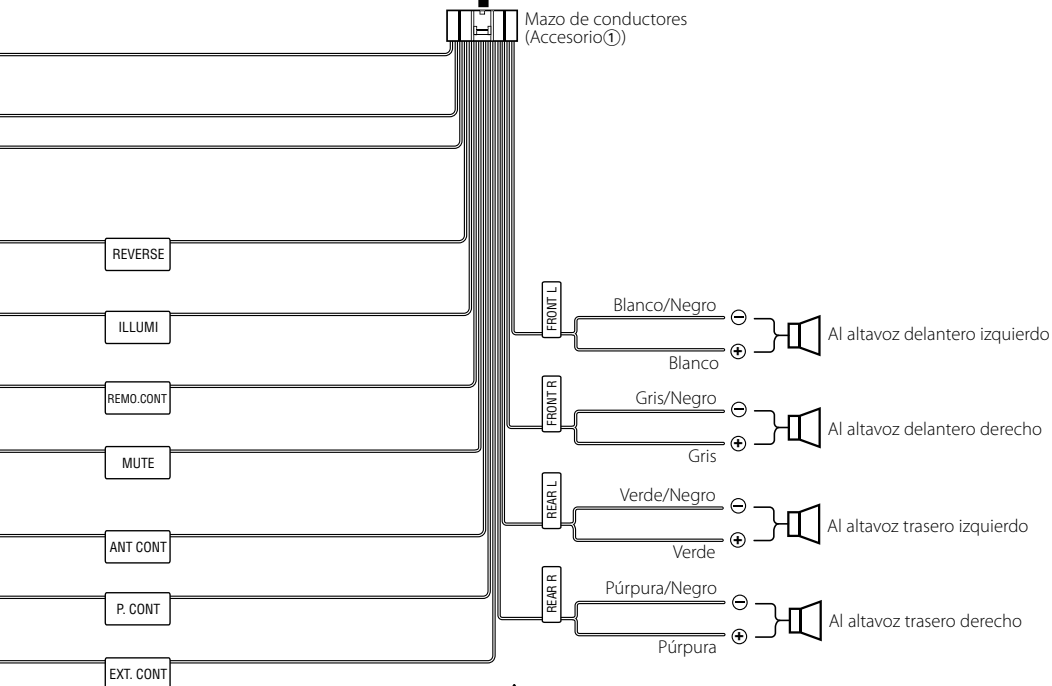 Mazo de conductores
(Accesorio①)
REVERSE
ILLUMI
REMO.CONT
MUTE
ANT CONT
P. CONT
EXT. CONT
FRONT L
Blanco/Negro
⊖
⊕
Blanco
Al altavoz delantero izquierdo
FRONT R
Gris/Negro
⊖
⊕
Gris
Al altavoz delantero derecho
REAR L
Verde/Negro
⊖
⊕
Verde
Al altavoz trasero izquierdo
REAR R
Púrpura/Negro
⊖
⊕
Púrpura
Al altavoz trasero derecho